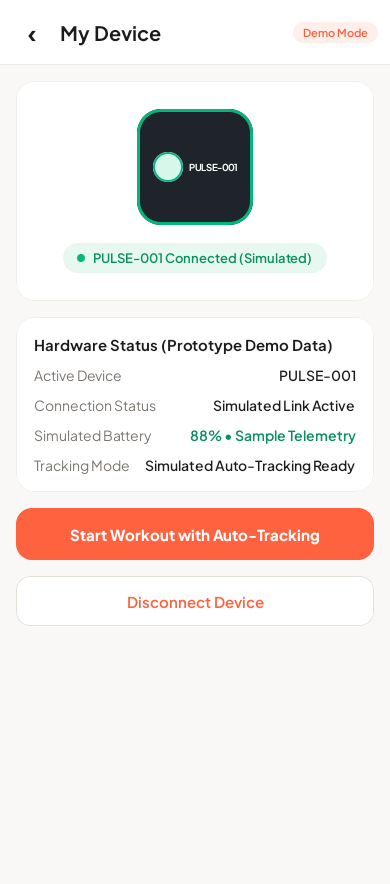 ‹ My Device
Demo Mode
PULSE-001
PULSE-001 Connected (Simulated)
Hardware Status (Prototype Demo Data)
Active Device PULSE-001
Connection Status Simulated Link Active
Simulated Battery 88% • Sample Telemetry
Tracking Mode Simulated Auto-Tracking Ready
Start Workout with Auto-Tracking
Disconnect Device